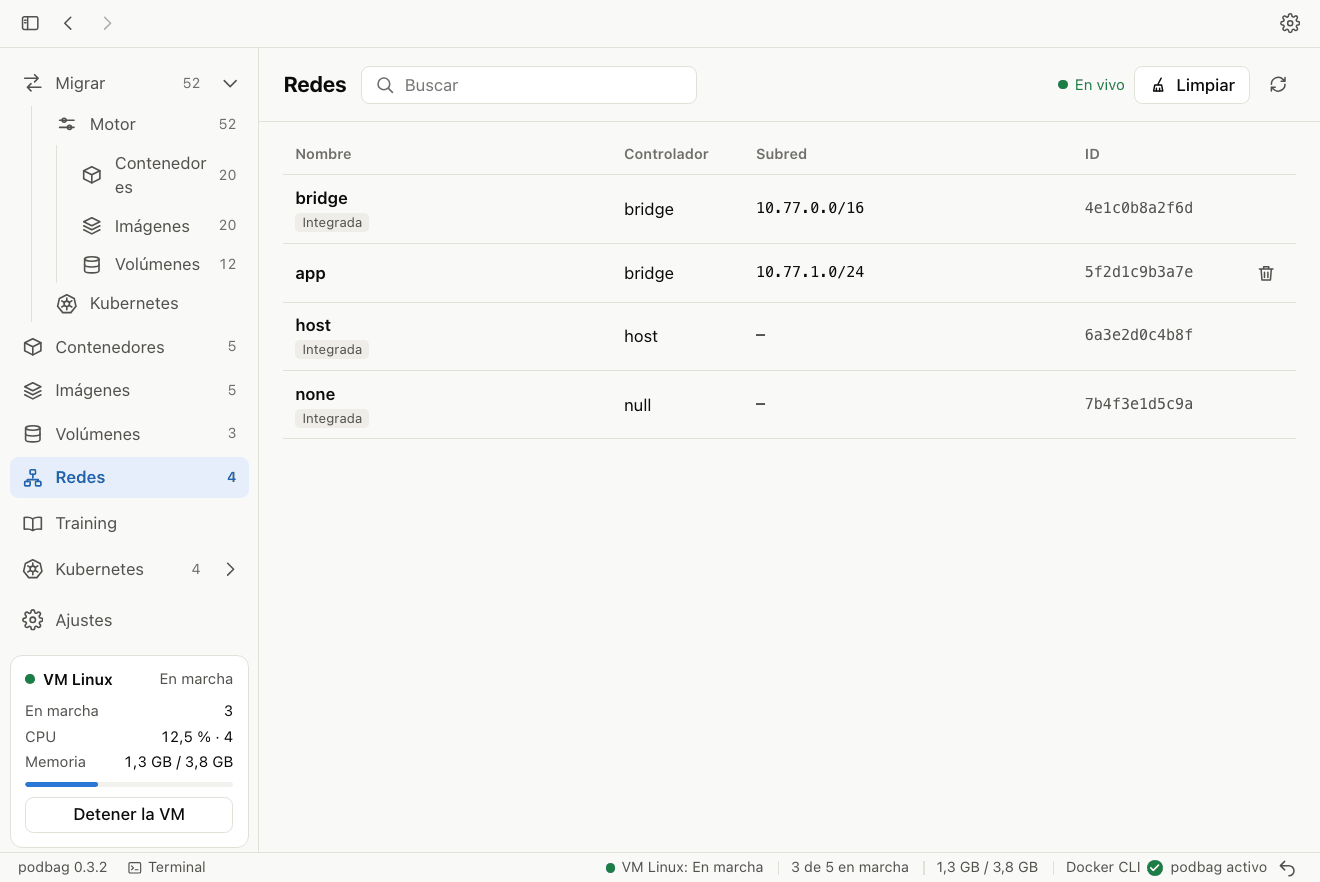 Migrar 52
Motor 52
Contenedor
es 20
Imágenes 20
Volúmenes 12
Kubernetes
Contenedores 5
Imágenes 5
Volúmenes 3
Redes 4
Training
Kubernetes 4
Ajustes
VM Linux En marcha
En marcha 3
CPU 12,5 % · 4
Memoria 1,3 GB / 3,8 GB
Detener la VM
Redes Buscar En vivo Limpiar
Nombre Controlador Subred ID
bridge
Integrada bridge 10.77.0.0/16 4e1c0b8a2f6d
app bridge 10.77.1.0/24 5f2d1c9b3a7e
host
Integrada host – 6a3e2d0c4b8f
none
Integrada null – 7b4f3e1d5c9a
podbag 0.3.2 Terminal VM Linux: En marcha 3 de 5 en marcha 1,3 GB / 3,8 GB Docker CLI podbag activo